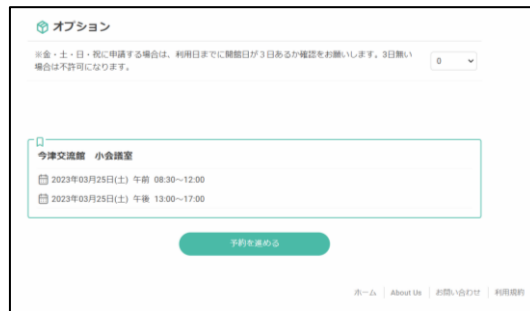 オプション
※金・土・日・祝に申請する場合は、利用日までに開館日が3日あるか確認をお願いします。3日無い
場合は不許可になります。
0
今津交流館 小会議室
2023年03月25日(土) 午前 08:30～12:00
2023年03月25日(土) 午後 13:00～17:00
予約を進める
ホーム About Us お問い合わせ 利用規約